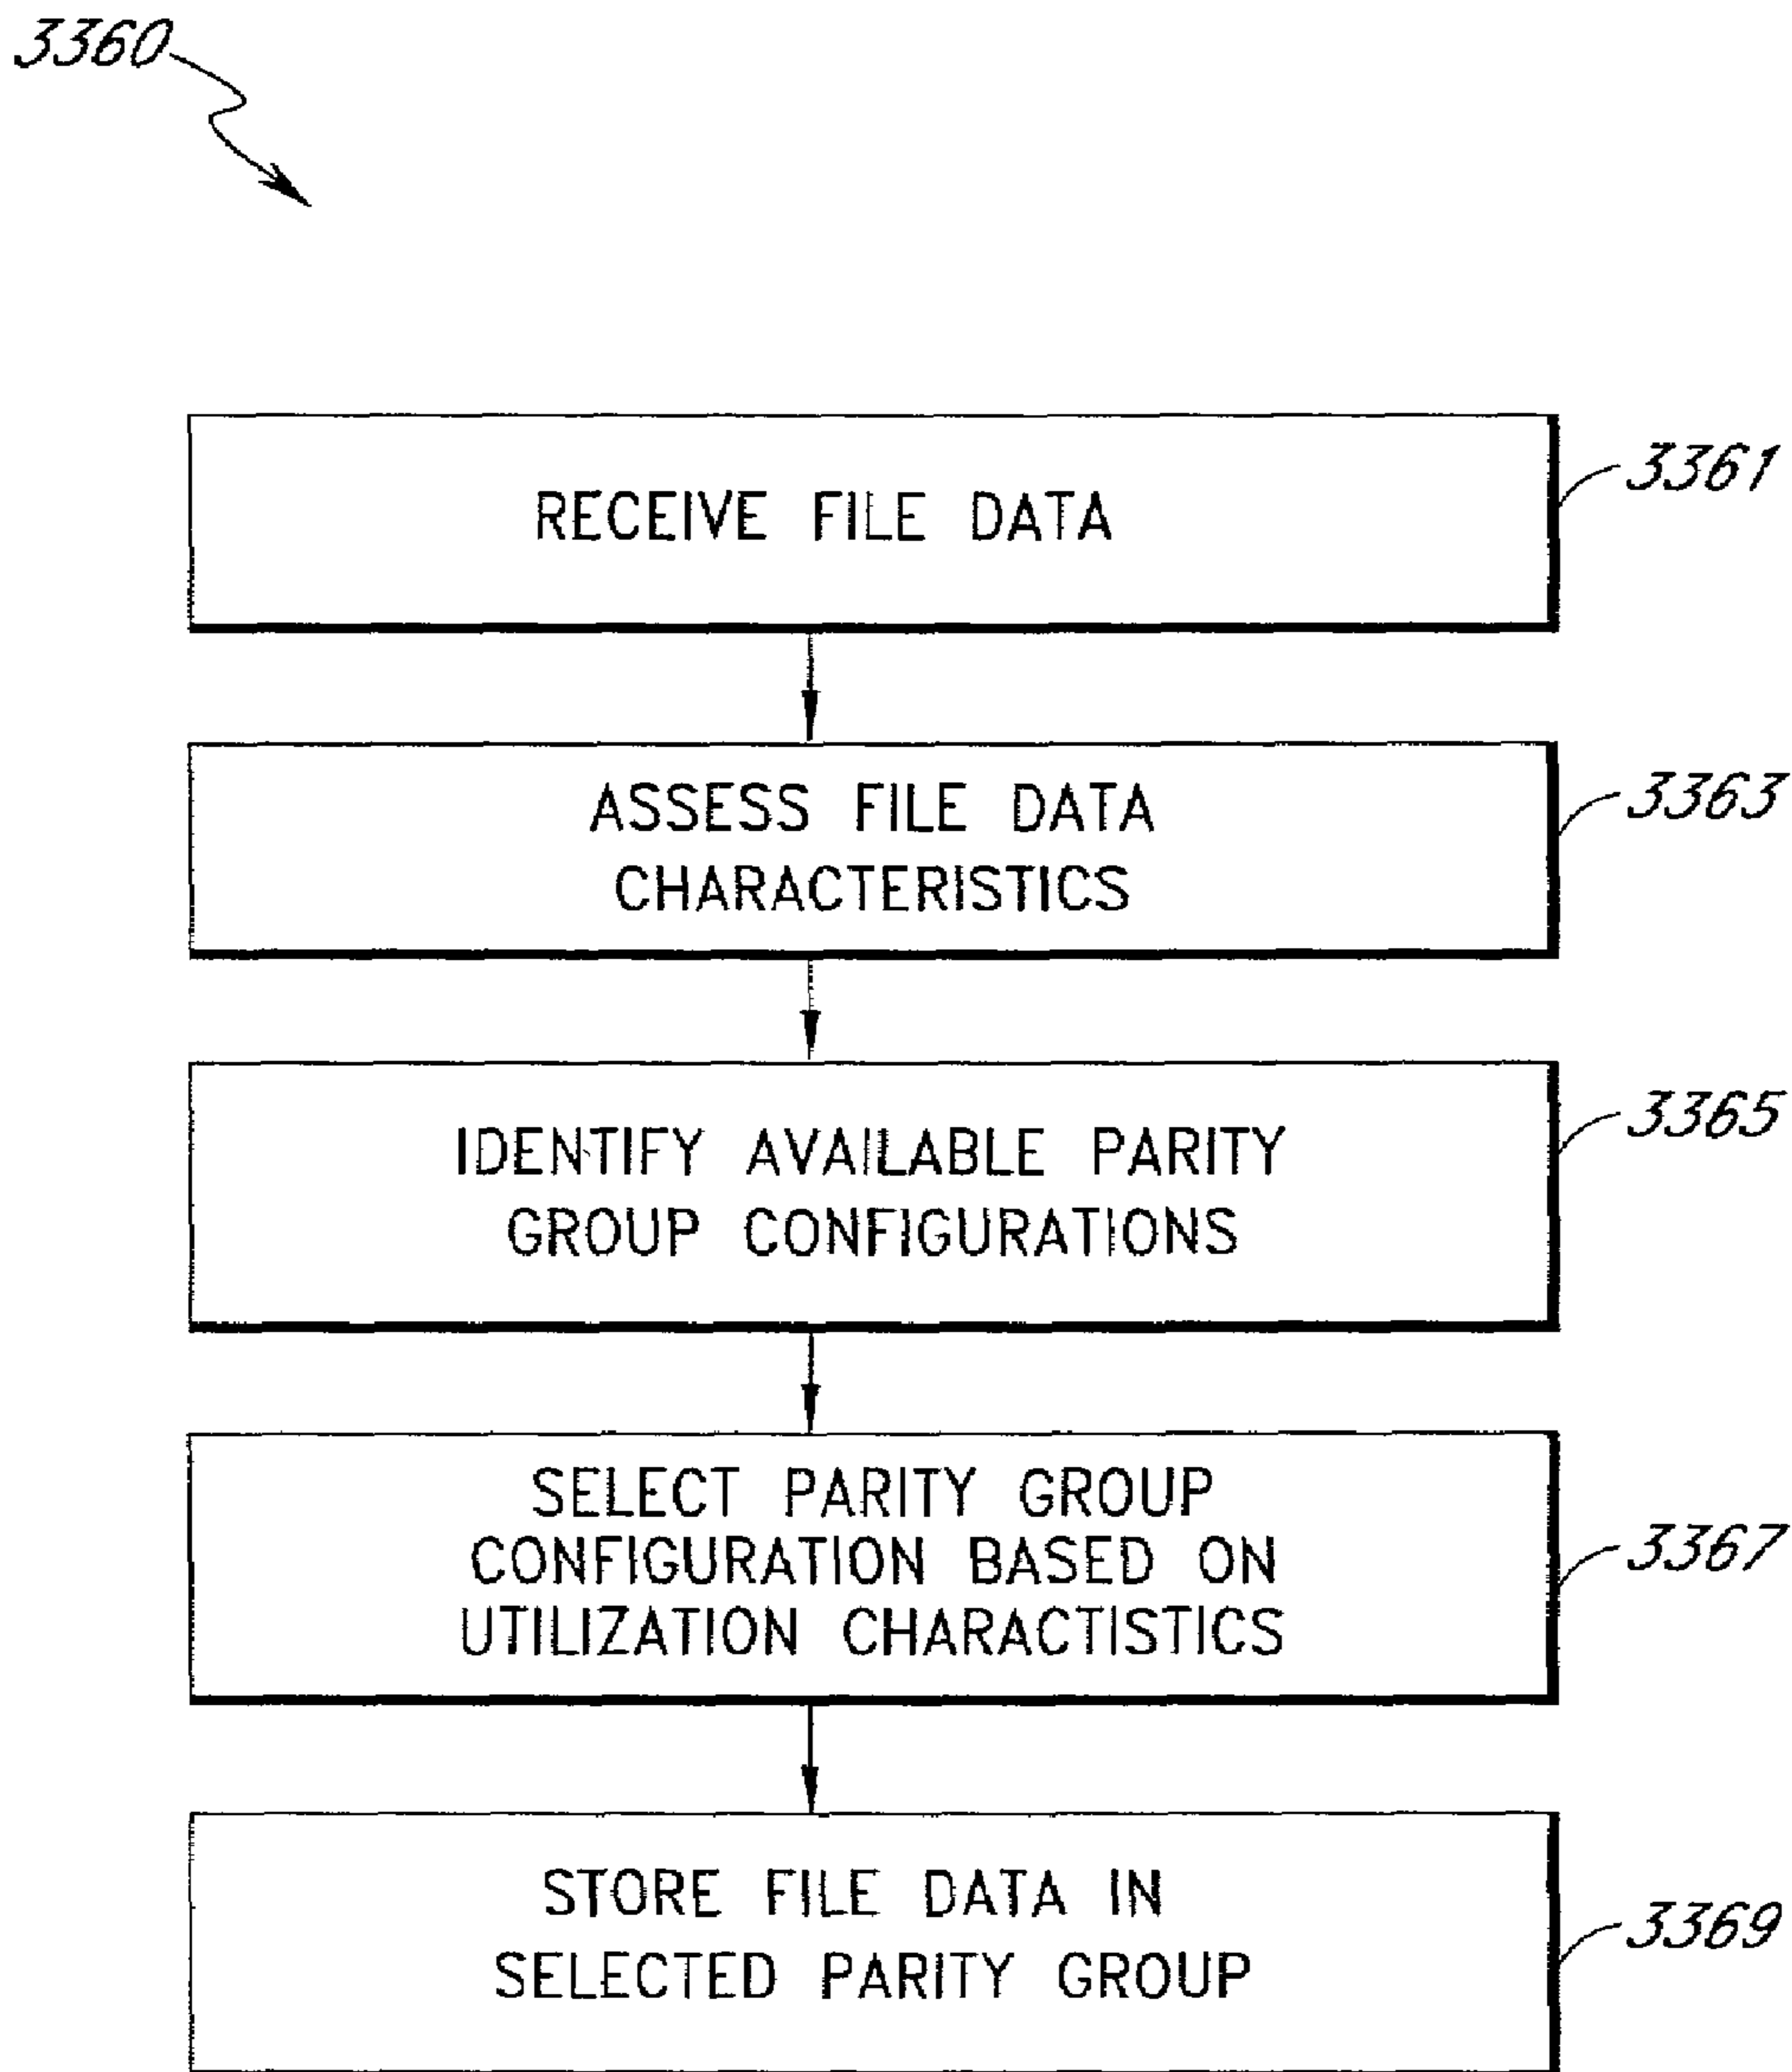 3360
RECEIVE FILE DATA
3361
ASSESS FILE DATA
CHARACTERISTICS
3363
IDENTIFY AVAILABLE PARITY
GROUP CONFIGURATIONS
3365
SELECT PARITY GROUP
CONFIGURATION BASED ON
UTILIZATION CHARACTISTICS
3367
STORE FILE DATA IN
SELECTED PARITY GROUP
3369